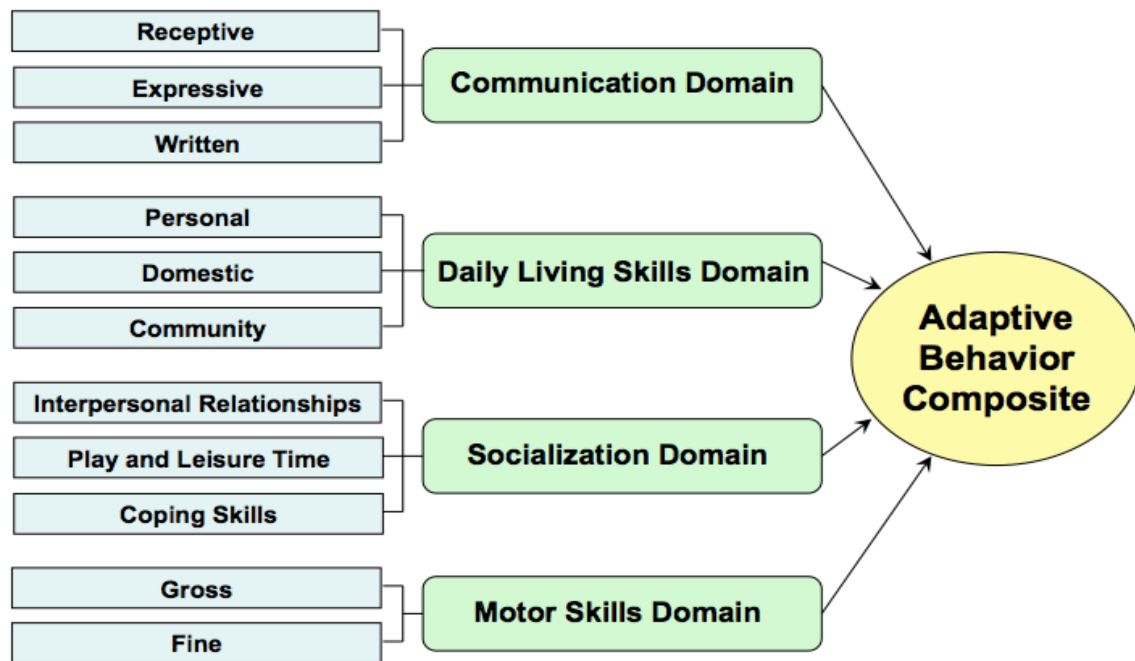 Receptive
Expressive
Written
Communication Domain
Personal
Domestic
Community
Daily Living Skills Domain
Interpersonal Relationships
Play and Leisure Time
Coping Skills
Socialization Domain
Gross
Fine
Motor Skills Domain
Adaptive
Behavior
Composite